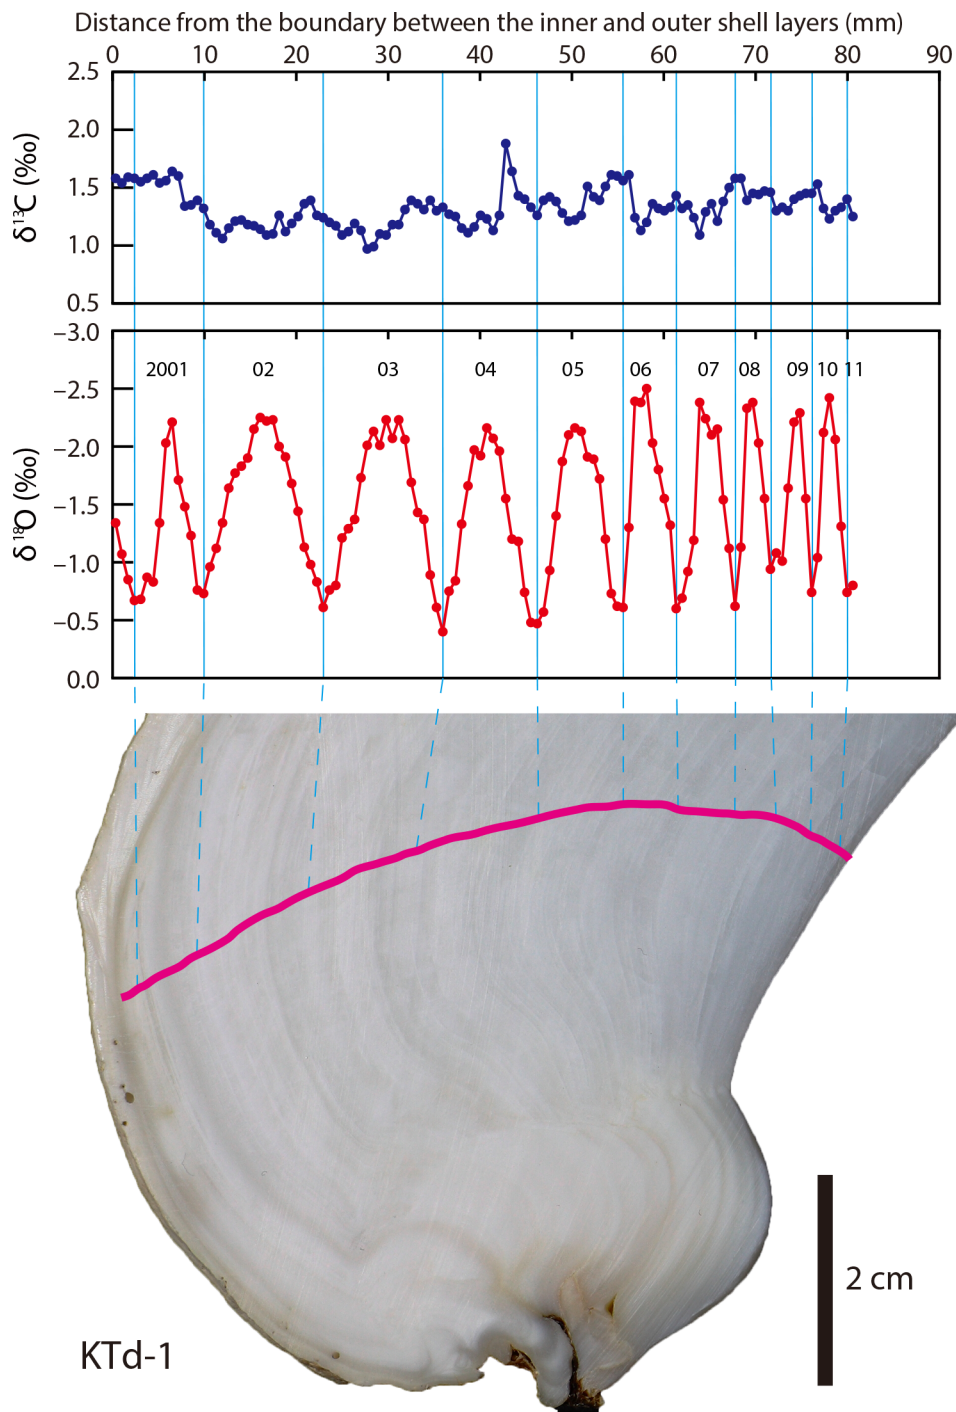 Distance from the boundary between the inner and outer shell layers (mm)
0 10 20 30 40 50 60 70 80 90
2.5
2.0
1.5
1.0
0.5
δ¹³C (‰)
−3.0
−2.5
−2.0
−1.5
−1.0
−0.5
0.0
δ¹⁸O (‰)
2001 02 03 04 05 06 07 08 09 10 11
2 cm
KTd-1